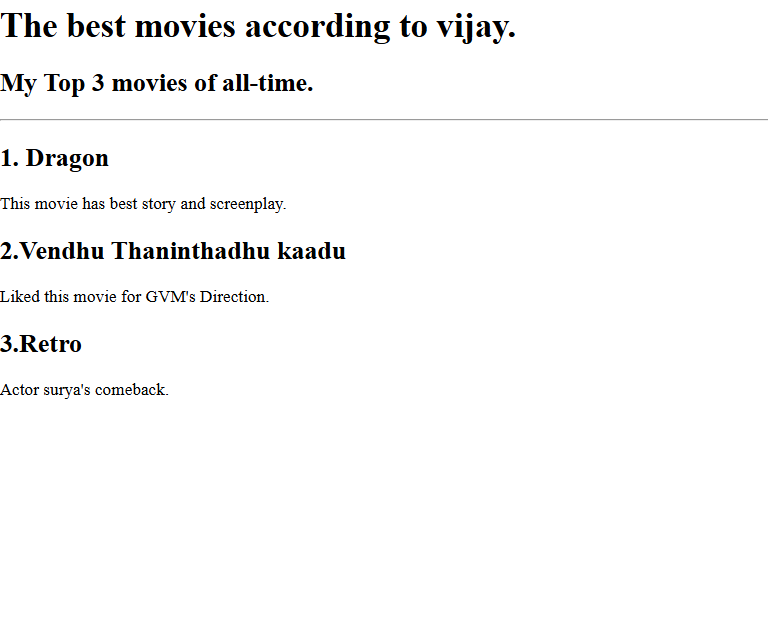 The best movies according to vijay.
My Top 3 movies of all-time.
1. Dragon
This movie has best story and screenplay.
2.Vendhu Thaninthadhu kaadu
Liked this movie for GVM's Direction.
3.Retro
Actor surya's comeback.